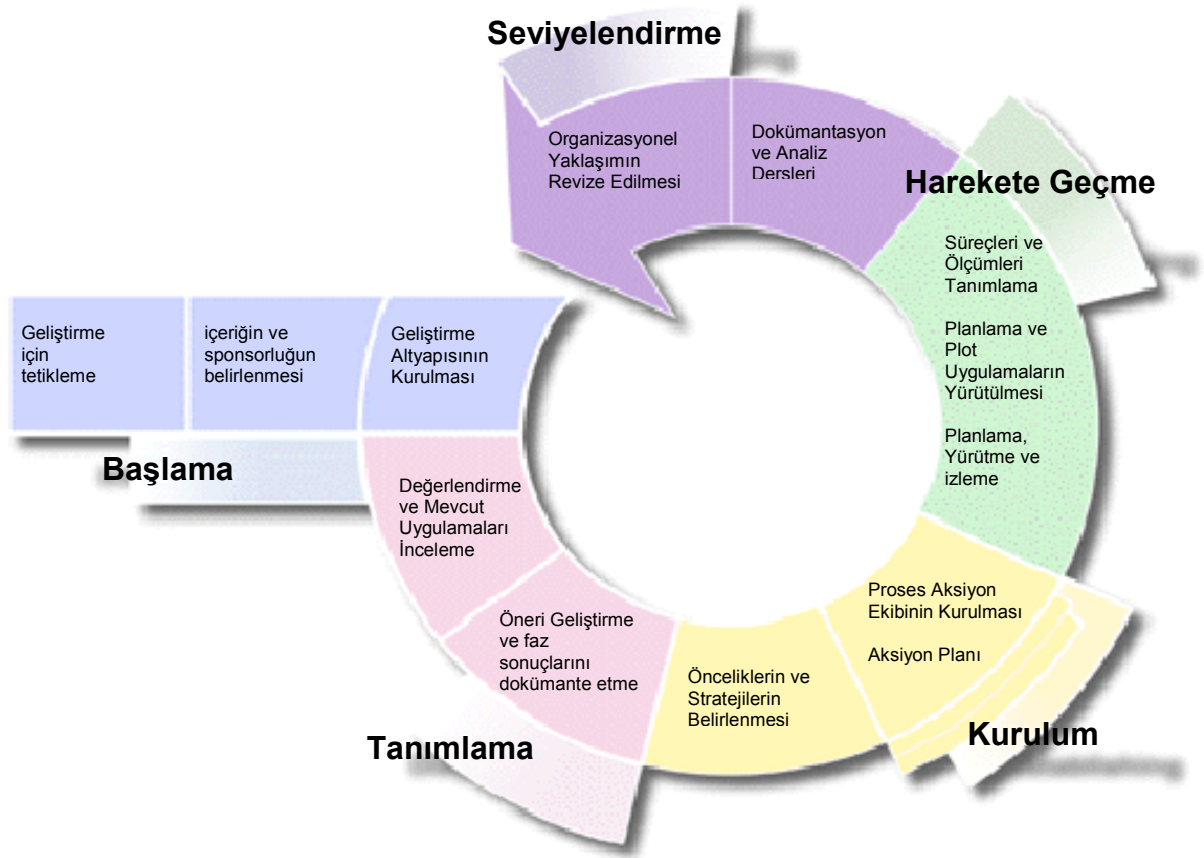 Seviyelendirme
Organizasyonel
Yaklaşımın
Revize Edilmesi
Dokümantasyon
ve Analiz
Dersleri
Harekete Geçme
Süreçleri ve
Ölçümleri
Tanımlama
Planlama ve
Plot
Uygulamaların
Yürütülmesi
Planlama,
Yürütme ve
izleme
Geliştirme
için
tetikleme
içeriğin ve
sponsorluğun
belirlenmesi
Geliştirme
Altyapısının
Kurulması
Başlama
Değerlendirme
ve Mevcut
Uygulamaları
İnceleme
Öneri Geliştirme
ve faz
sonuçlarını
dokümante etme
Tanımlama
Önceliklerin ve
Stratejilerin
Belirlenmesi
Proses Aksiyon
Ekibinin Kurulması
Aksiyon Planı
Kurulum